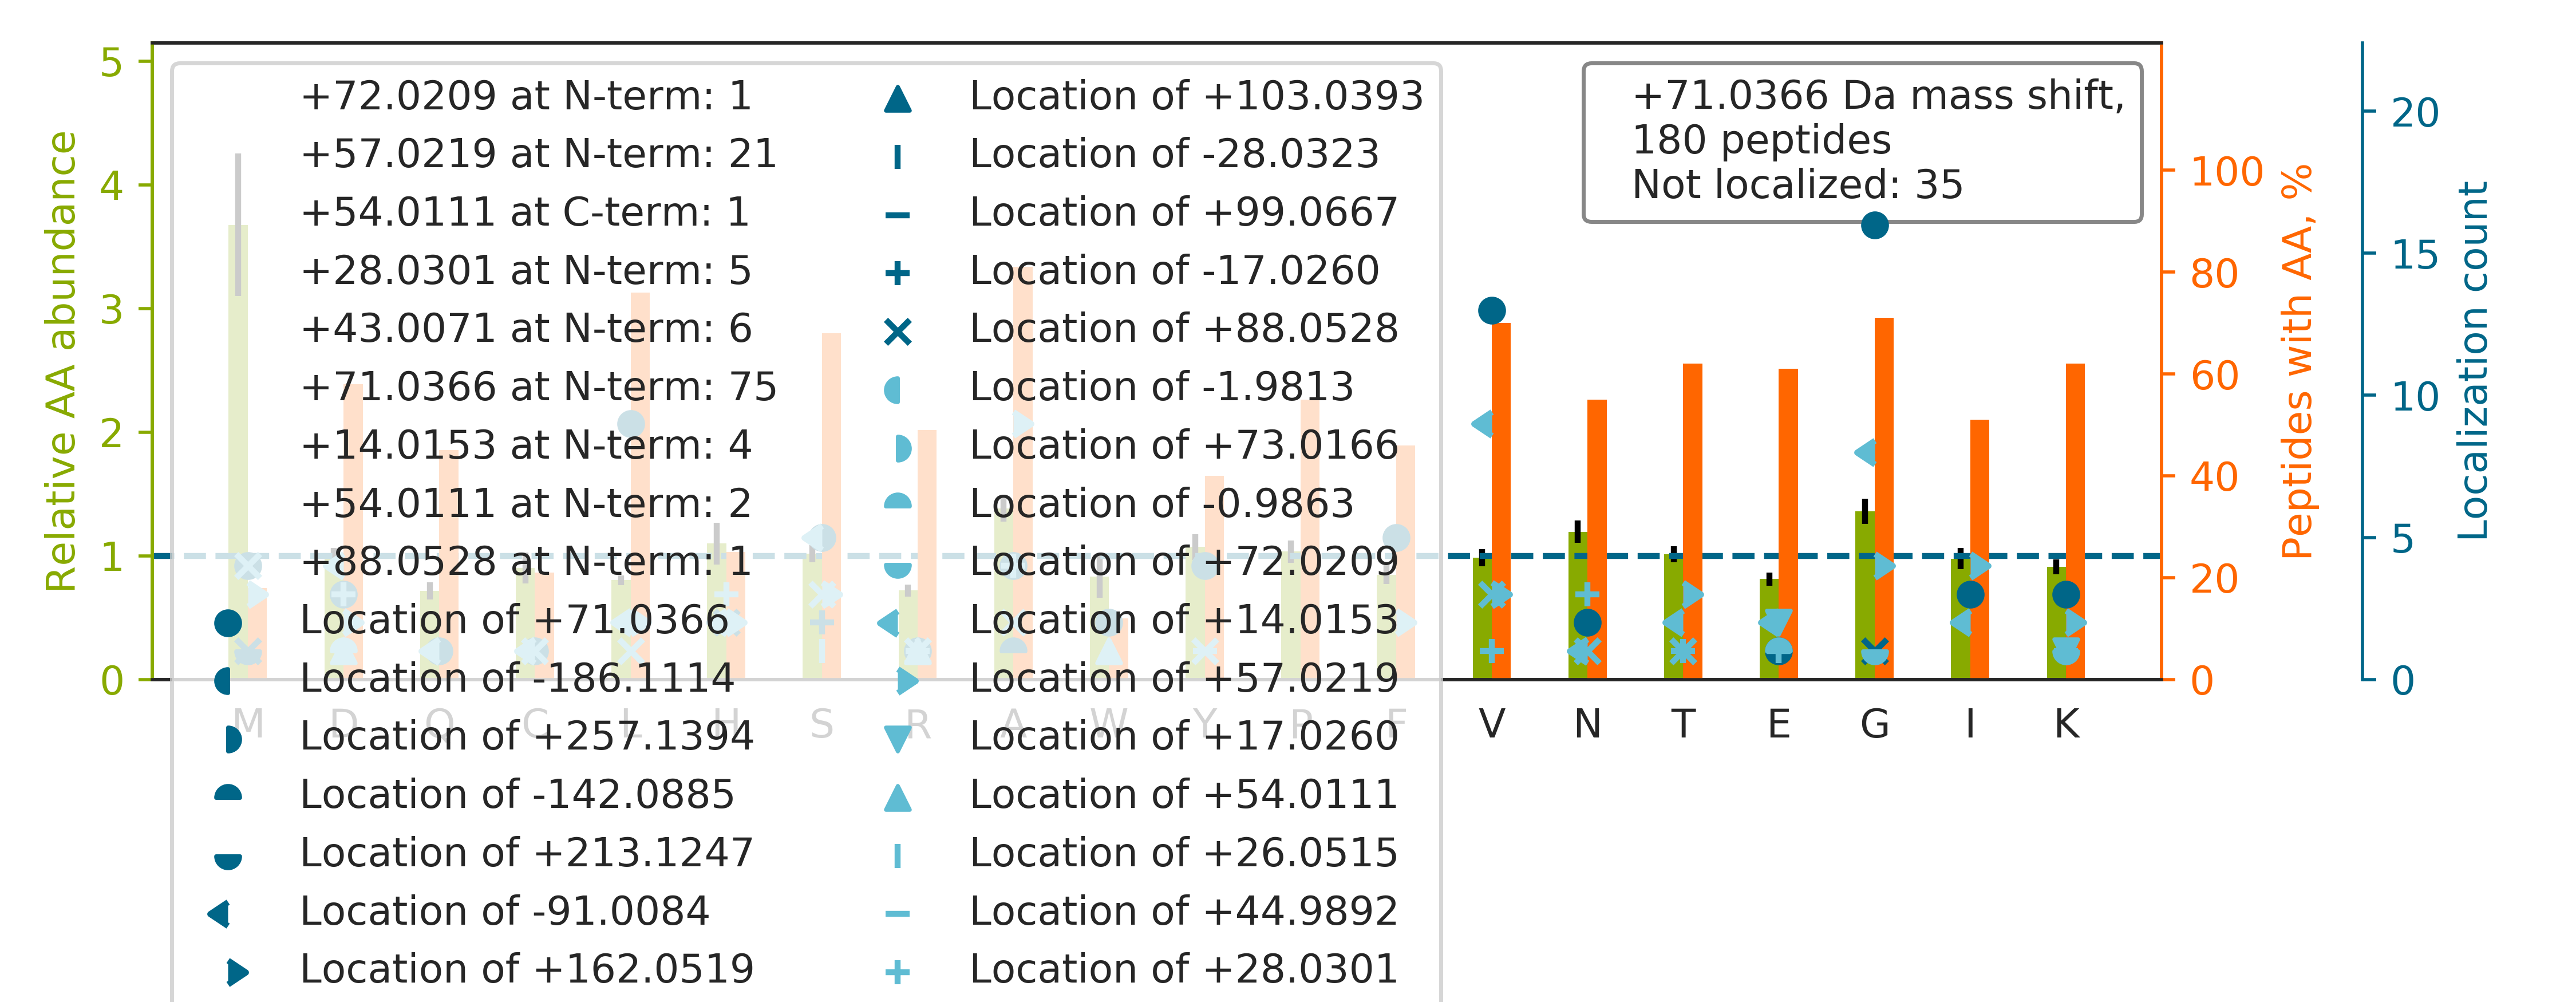 Relative AA abundance
5
4
3
2
1
0
+72.0209 at N-term: 1
+57.0219 at N-term: 21
+54.0111 at C-term: 1
+28.0301 at N-term: 5
+43.0071 at N-term: 6
+71.0366 at N-term: 75
+14.0153 at N-term: 4
+54.0111 at N-term: 2
+88.0528 at N-term: 1
Location of +71.0366
Location of -186.1114
Location of +257.1394
Location of -142.0885
Location of +213.1247
Location of -91.0084
Location of +162.0519
Location of +103.0393
Location of -28.0323
Location of +99.0667
Location of -17.0260
Location of +88.0528
Location of -1.9813
Location of +73.0166
Location of -0.9863
Location of +72.0209
Location of +14.0153
Location of +57.0219
Location of +17.0260
Location of +54.0111
Location of +26.0515
Location of +44.9892
Location of +28.0301
+71.0366 Da mass shift,
180 peptides
Not localized: 35
M D Q C L H S R A W Y P F V N T E G I K
100
80
60
40
20
0
Peptides with AA, %
20
15
10
5
0
Localization count